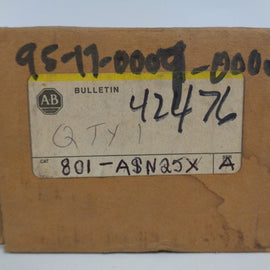 95-77-0009-000
AB
BULLETIN
42476
QTY 1
CAT 801-ASN25X A